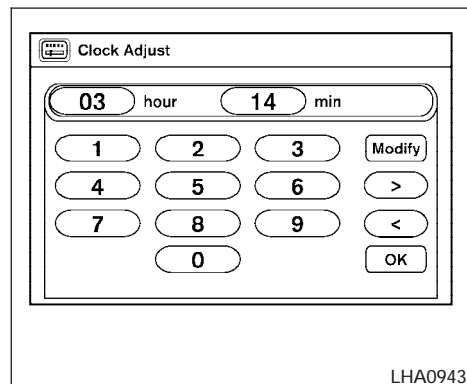 Clock Adjust
03 hour 14 min
1 2 3 Modify
4 5 6 >
7 8 9 <
0 OK
LHA0943